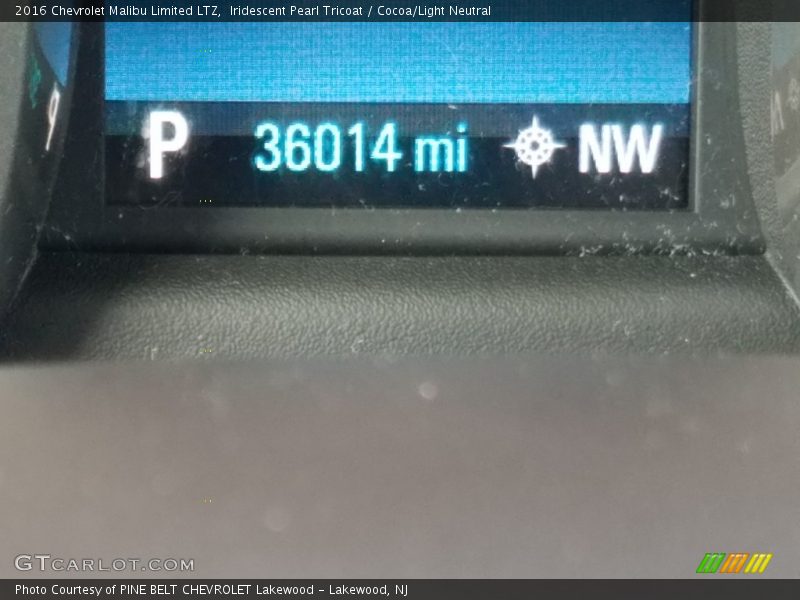 2016 Chevrolet Malibu Limited LTZ,  Iridescent Pearl Tricoat / Cocoa/Light Neutral
9
P 36014 mi NW
GTCARLOT.COM
Photo Courtesy of PINE BELT CHEVROLET Lakewood - Lakewood, NJ